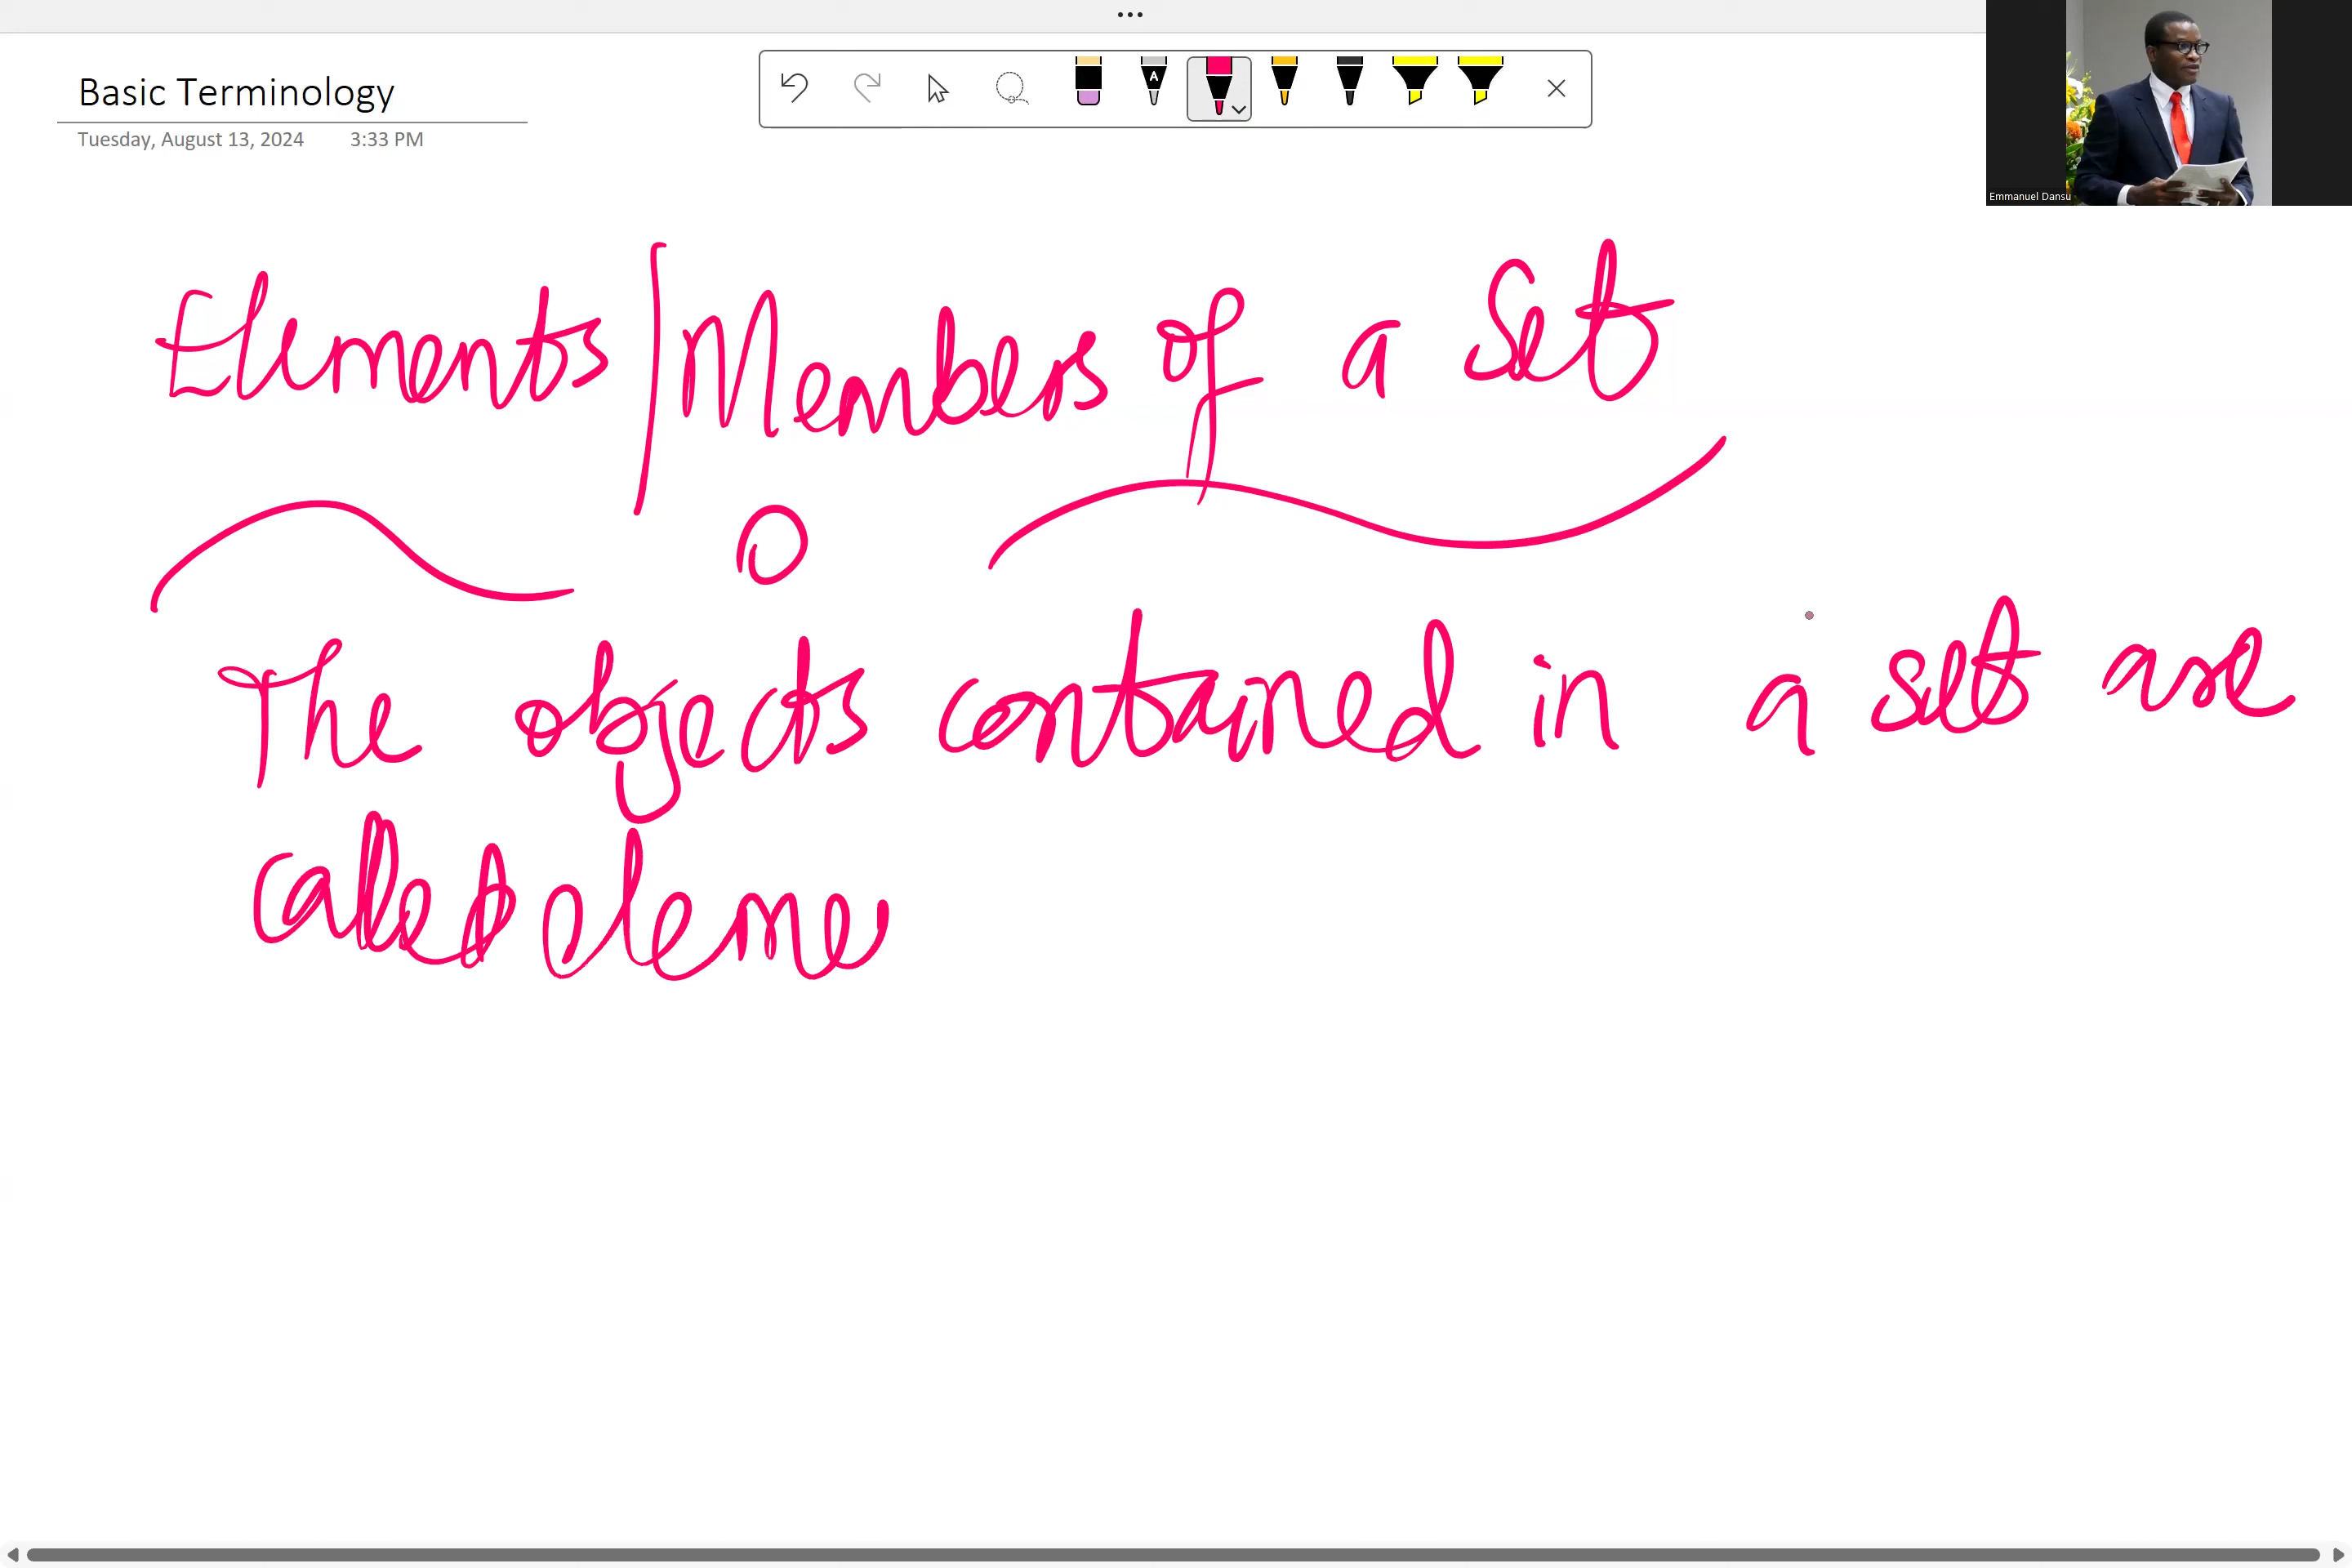 Basic Terminology
Tuesday, August 13, 2024 3:33 PM
A
Emmanuel Dansu
Elements/Members of a Set
The objects contained in a set are
called eleme